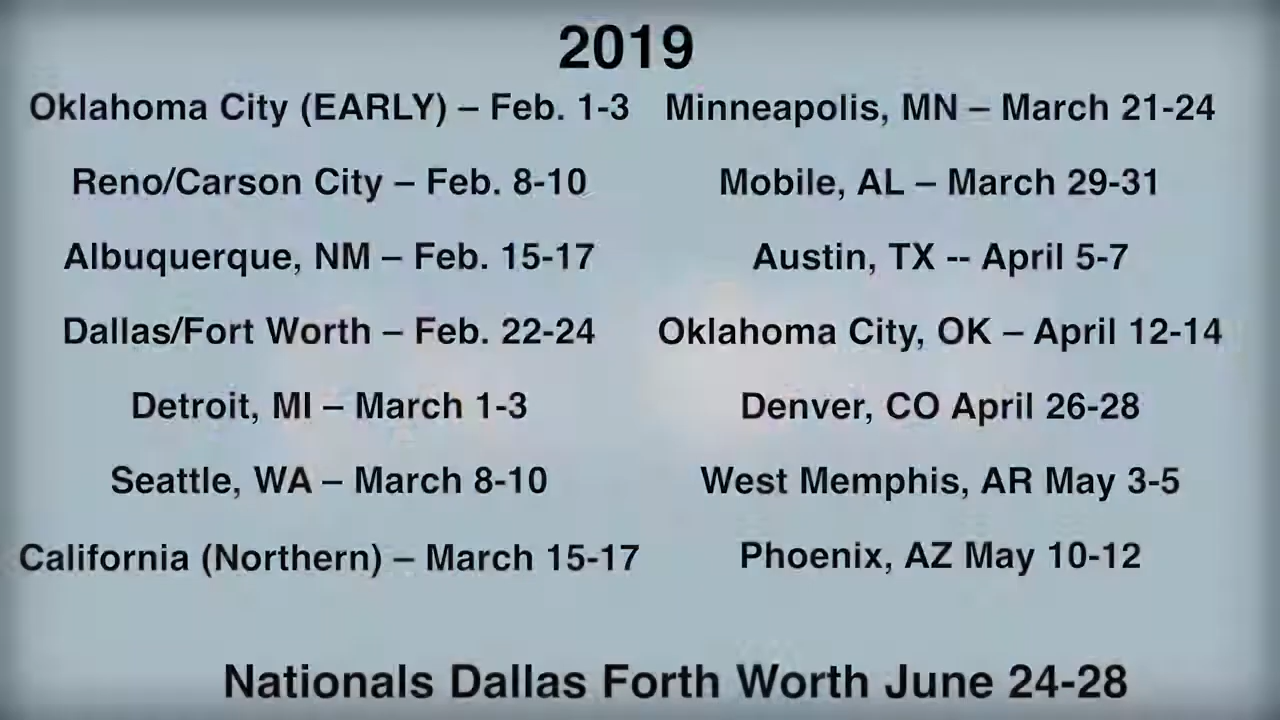 2019
Oklahoma City (EARLY) – Feb. 1-3
Reno/Carson City – Feb. 8-10
Albuquerque, NM – Feb. 15-17
Dallas/Fort Worth – Feb. 22-24
Detroit, MI – March 1-3
Seattle, WA – March 8-10
California (Northern) – March 15-17
Minneapolis, MN – March 21-24
Mobile, AL – March 29-31
Austin, TX -- April 5-7
Oklahoma City, OK – April 12-14
Denver, CO April 26-28
West Memphis, AR May 3-5
Phoenix, AZ May 10-12
Nationals Dallas Forth Worth June 24-28